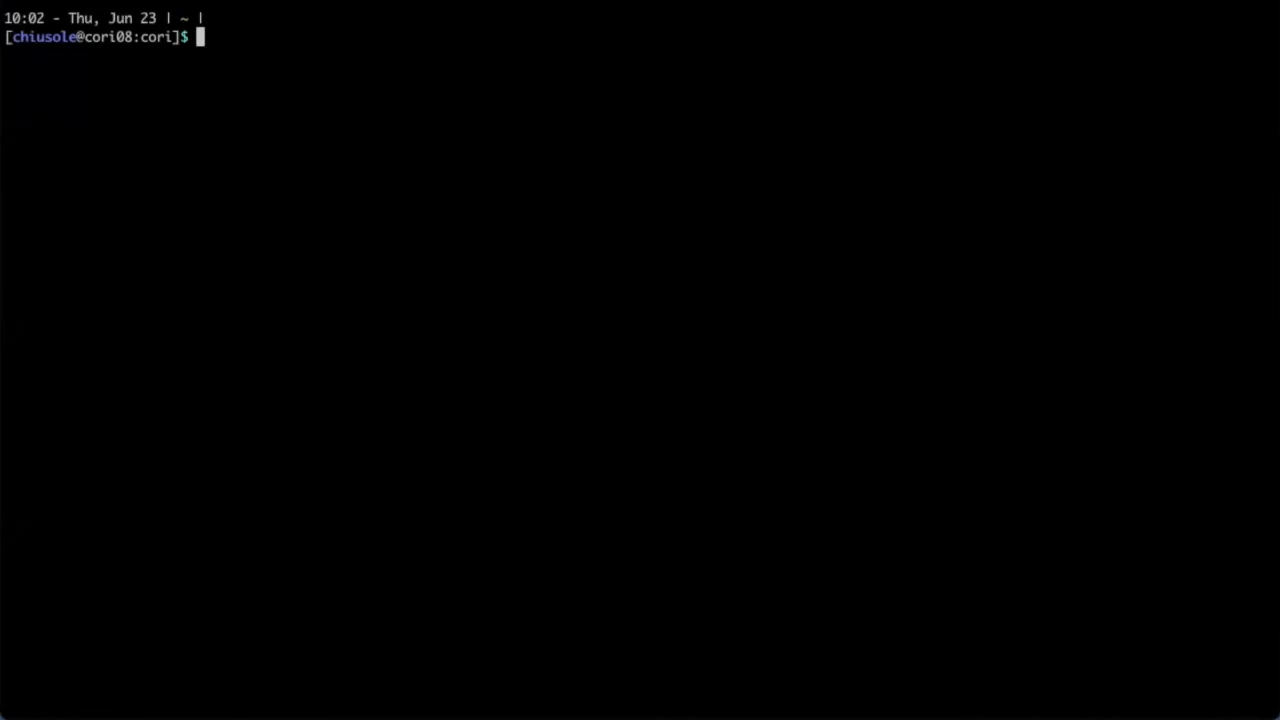 10:02 - Thu, Jun 23 | ~ |
[chiusole@cori08:cori]$